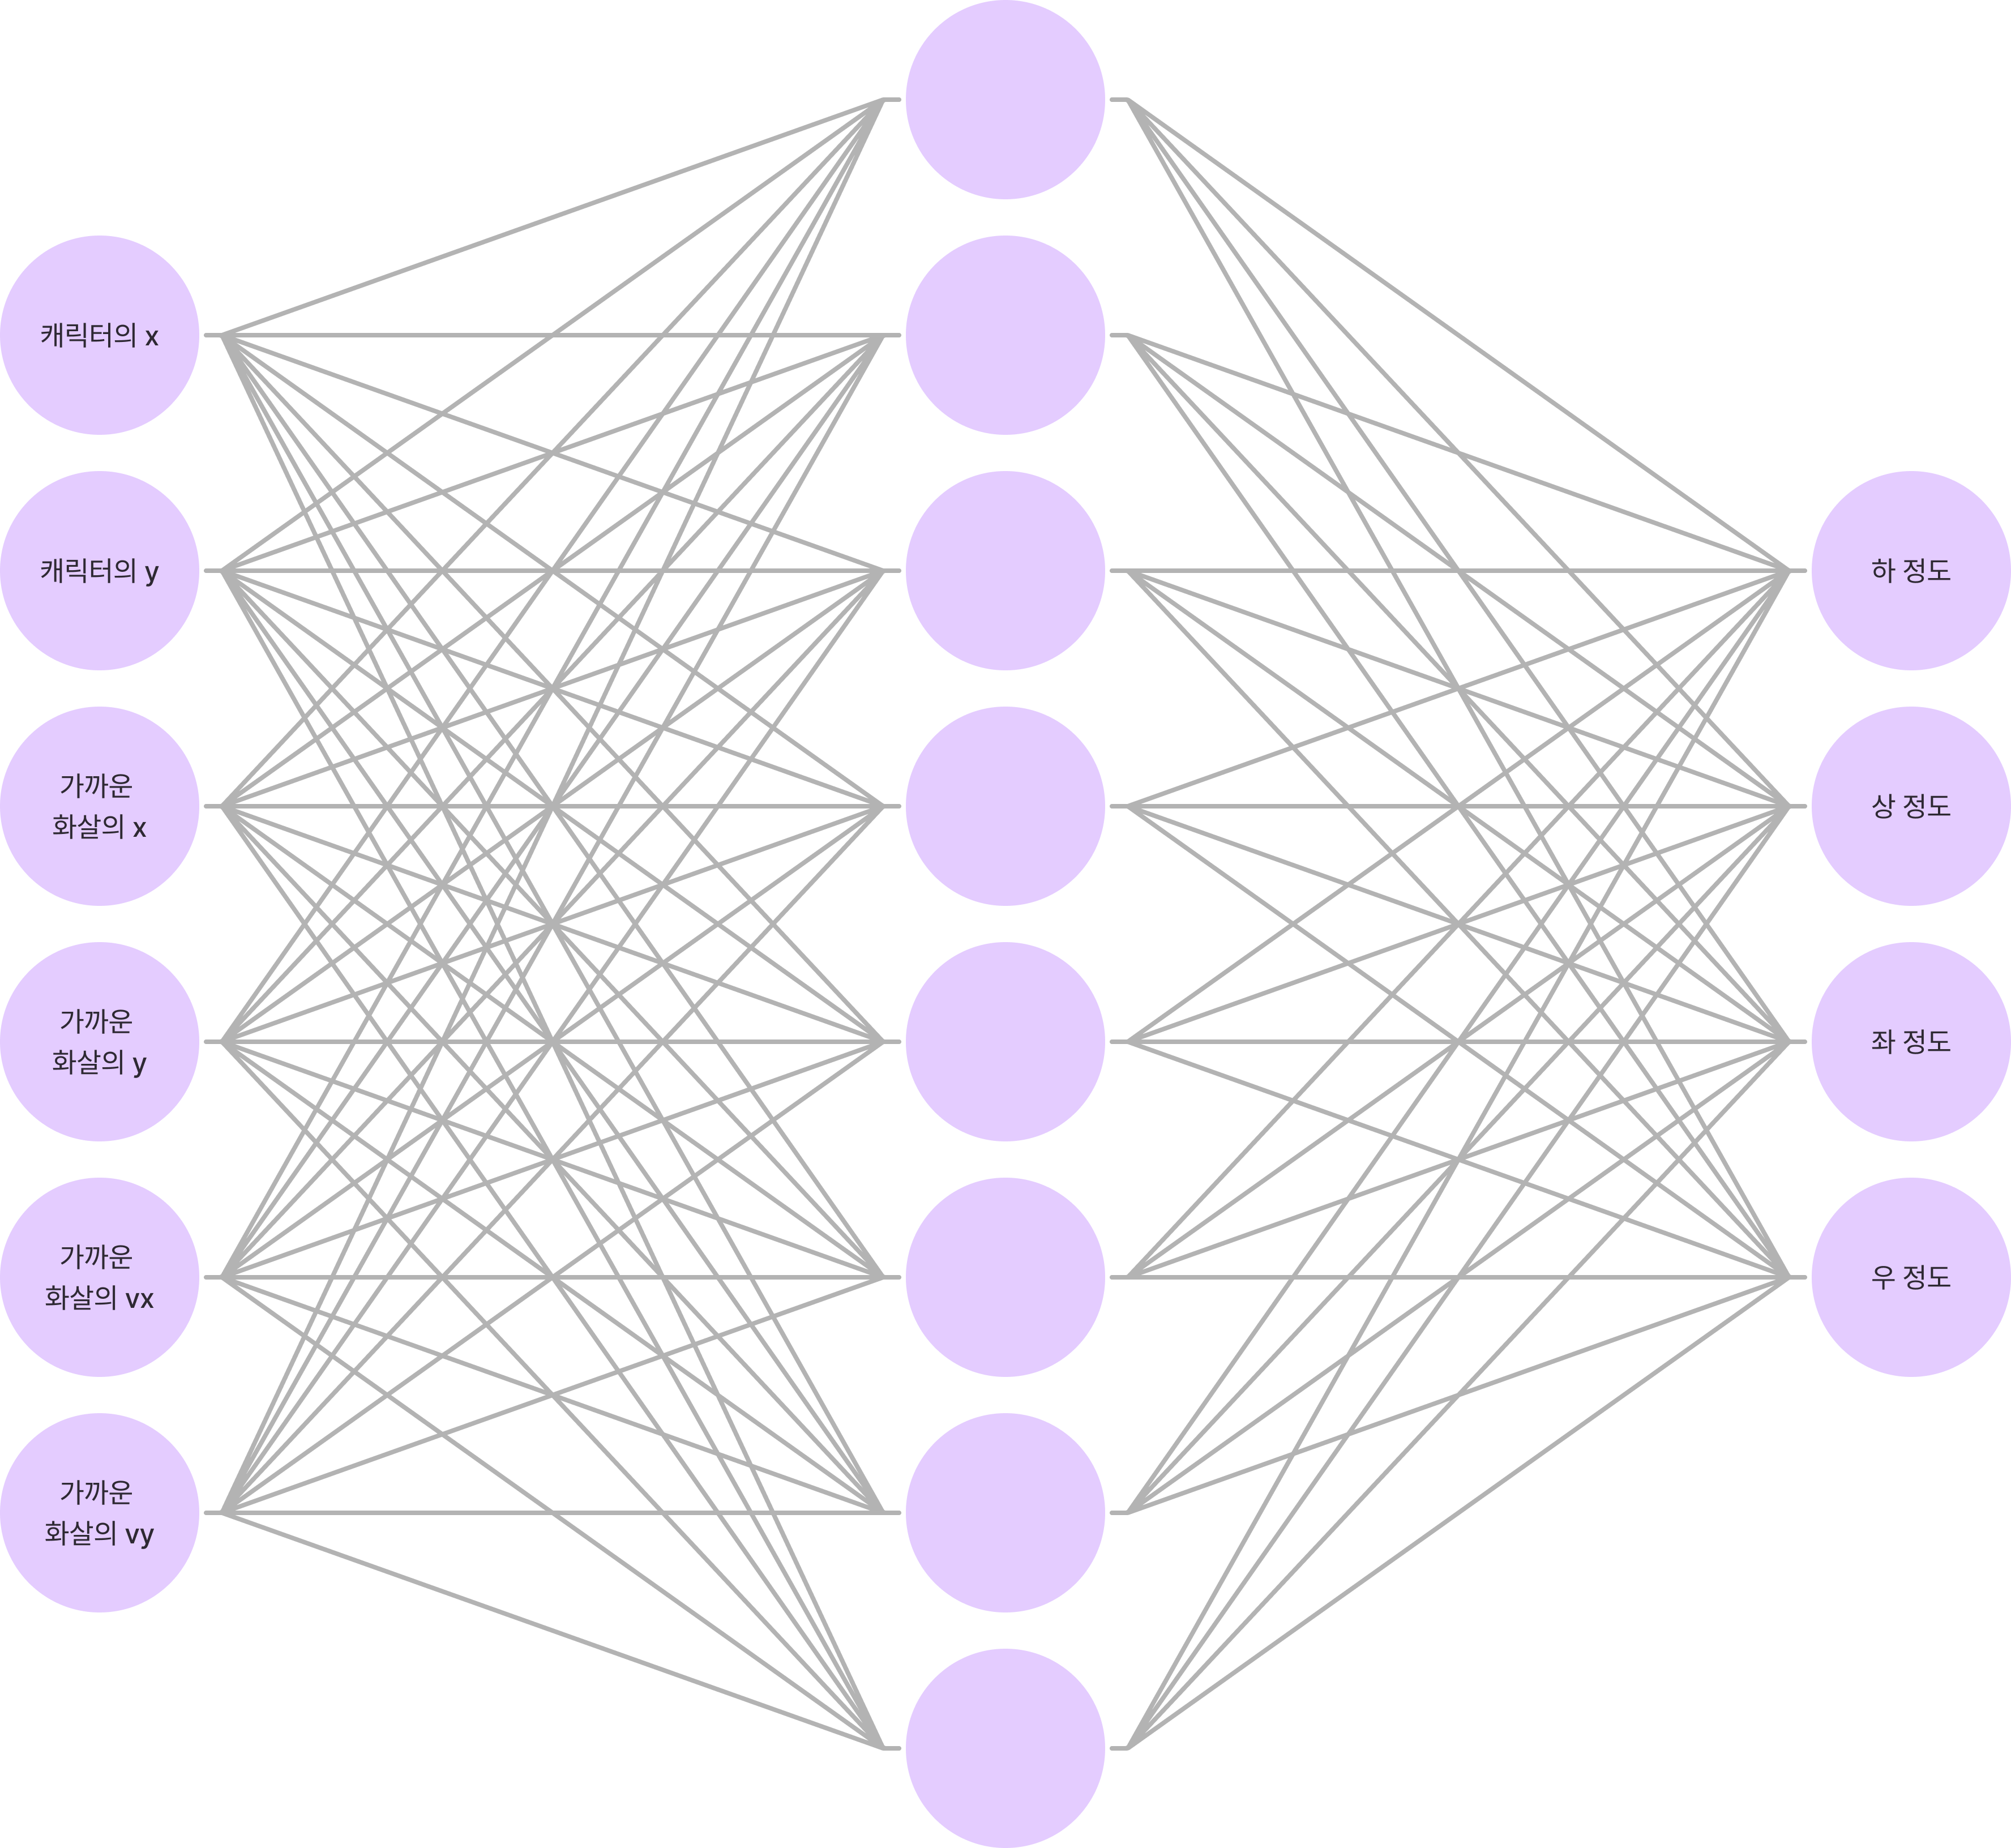 캐릭터의 x
캐릭터의 y
가까운
화살의 x
가까운
화살의 y
가까운
화살의 vx
가까운
화살의 vy
하 정도
상 정도
좌 정도
우 정도